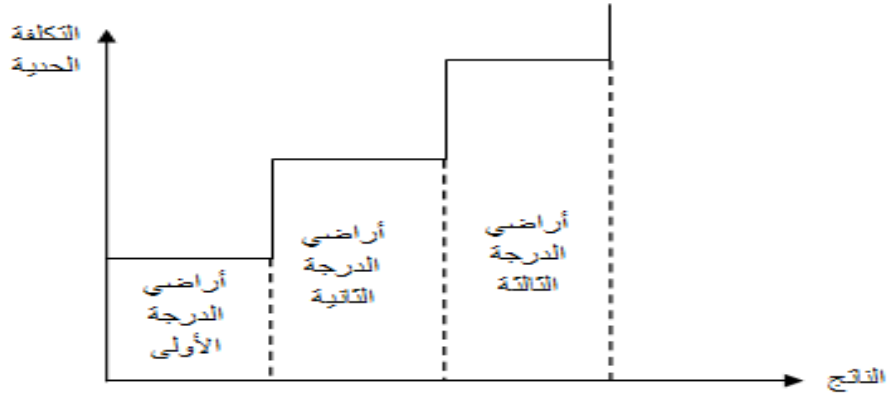 التكلفة
الحدية
أراضي
الدرجة
الثالثة
أراضي
الدرجة
الثانية
أراضي
الدرجة
الأولى
الناتج